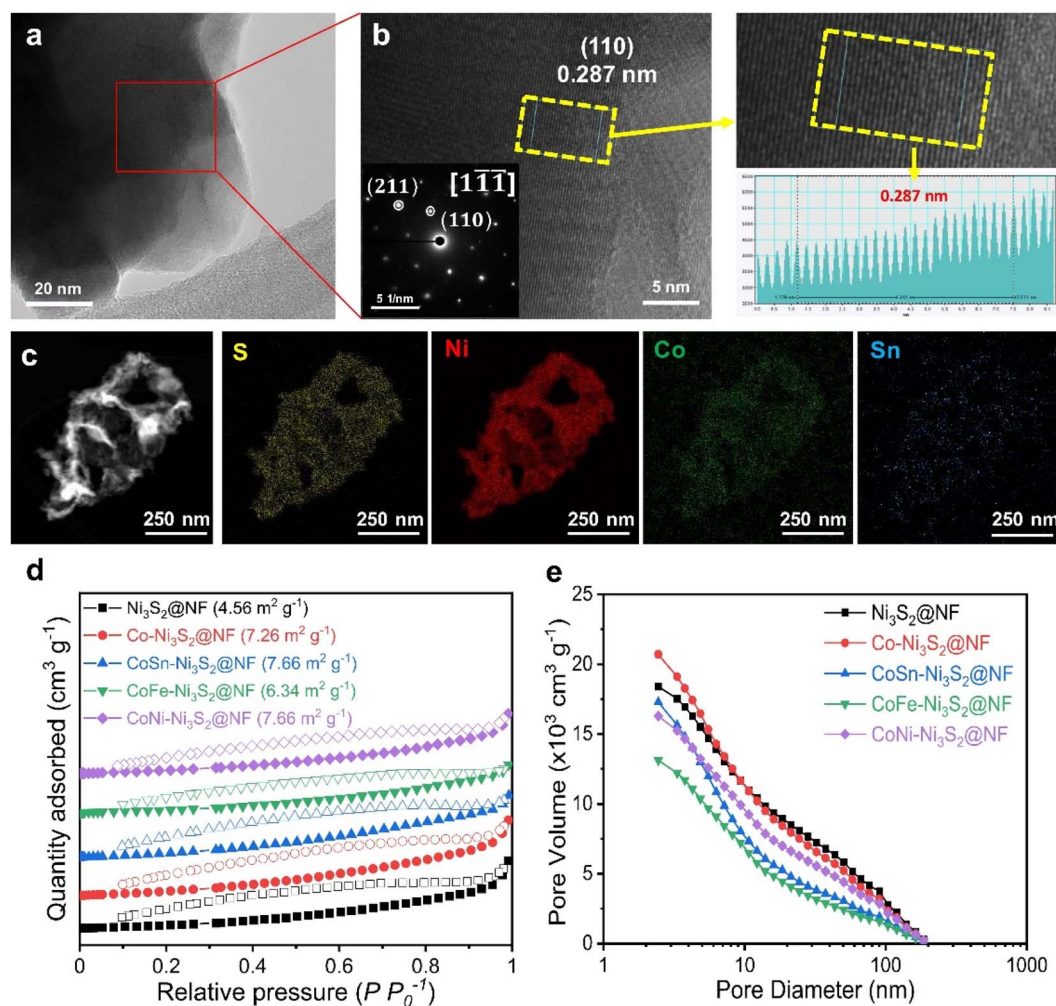 a
20 nm
b
(110)
0.287 nm
(211)
[11̅1̅]
(110)
5 1/nm
5 nm
0.287 nm
c
250 nm
S
250 nm
Ni
250 nm
Co
250 nm
Sn
250 nm
d
Ni₃S₂@NF (4.56 m² g⁻¹)
Co-Ni₃S₂@NF (7.26 m² g⁻¹)
CoSn-Ni₃S₂@NF (7.66 m² g⁻¹)
CoFe-Ni₃S₂@NF (6.34 m² g⁻¹)
CoNi-Ni₃S₂@NF (7.66 m² g⁻¹)
Quantity adsorbed (cm³ g⁻¹)
0 0.2 0.4 0.6 0.8 1
Relative pressure (P P₀⁻¹)
e
Ni₃S₂@NF
Co-Ni₃S₂@NF
CoSn-Ni₃S₂@NF
CoFe-Ni₃S₂@NF
CoNi-Ni₃S₂@NF
Pore Volume (x10³ cm³ g⁻¹)
25
20
15
10
5
0
1 10 100 1000
Pore Diameter (nm)